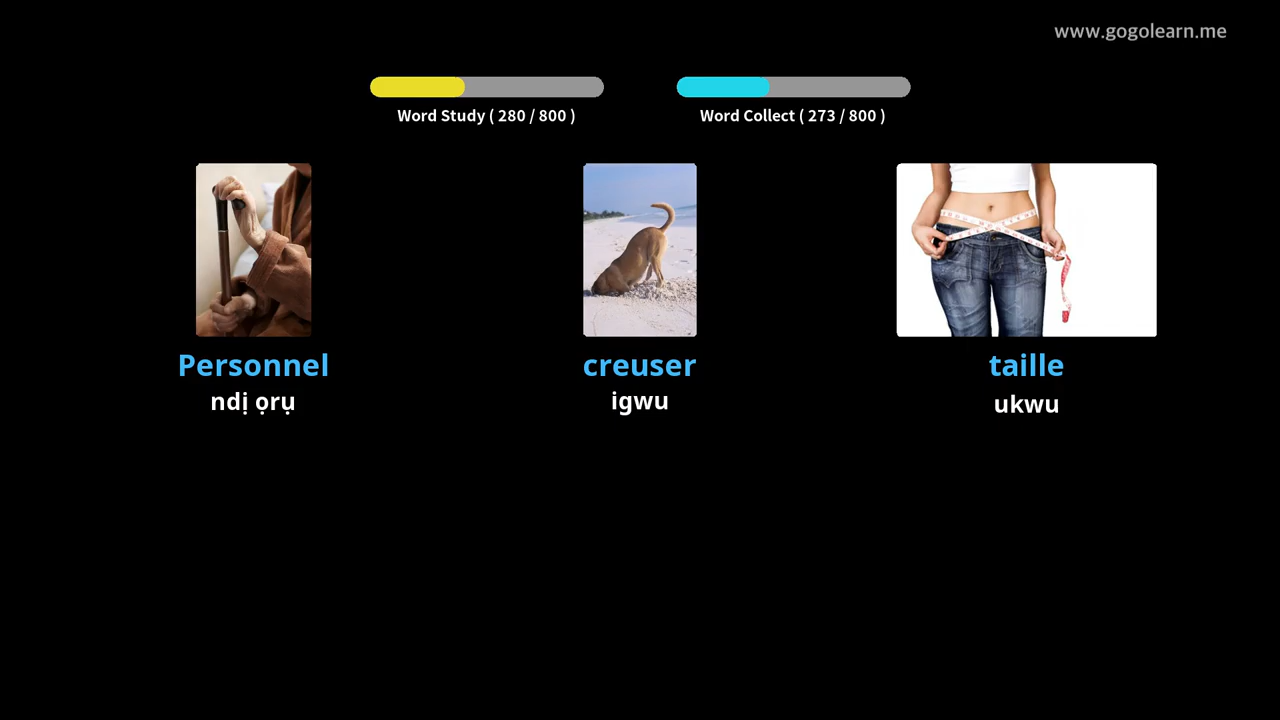 www.gogolearn.me
Word Study ( 280 / 800 )
Word Collect ( 273 / 800 )
Personnel
ndị ọrụ
creuser
igwu
taille
ukwu